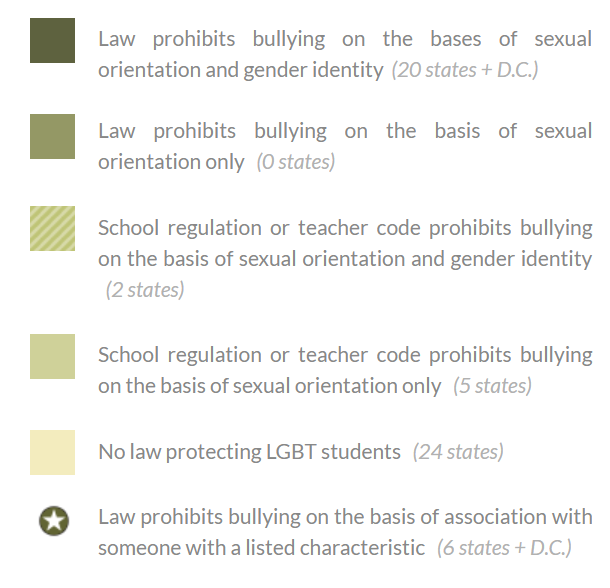 Law prohibits bullying on the bases of sexual
orientation and gender identity (20 states + D.C.)
Law prohibits bullying on the basis of sexual
orientation only (0 states)
School regulation or teacher code prohibits bullying
on the basis of sexual orientation and gender identity
(2 states)
School regulation or teacher code prohibits bullying
on the basis of sexual orientation only (5 states)
No law protecting LGBT students (24 states)
Law prohibits bullying on the basis of association with
someone with a listed characteristic (6 states + D.C.)